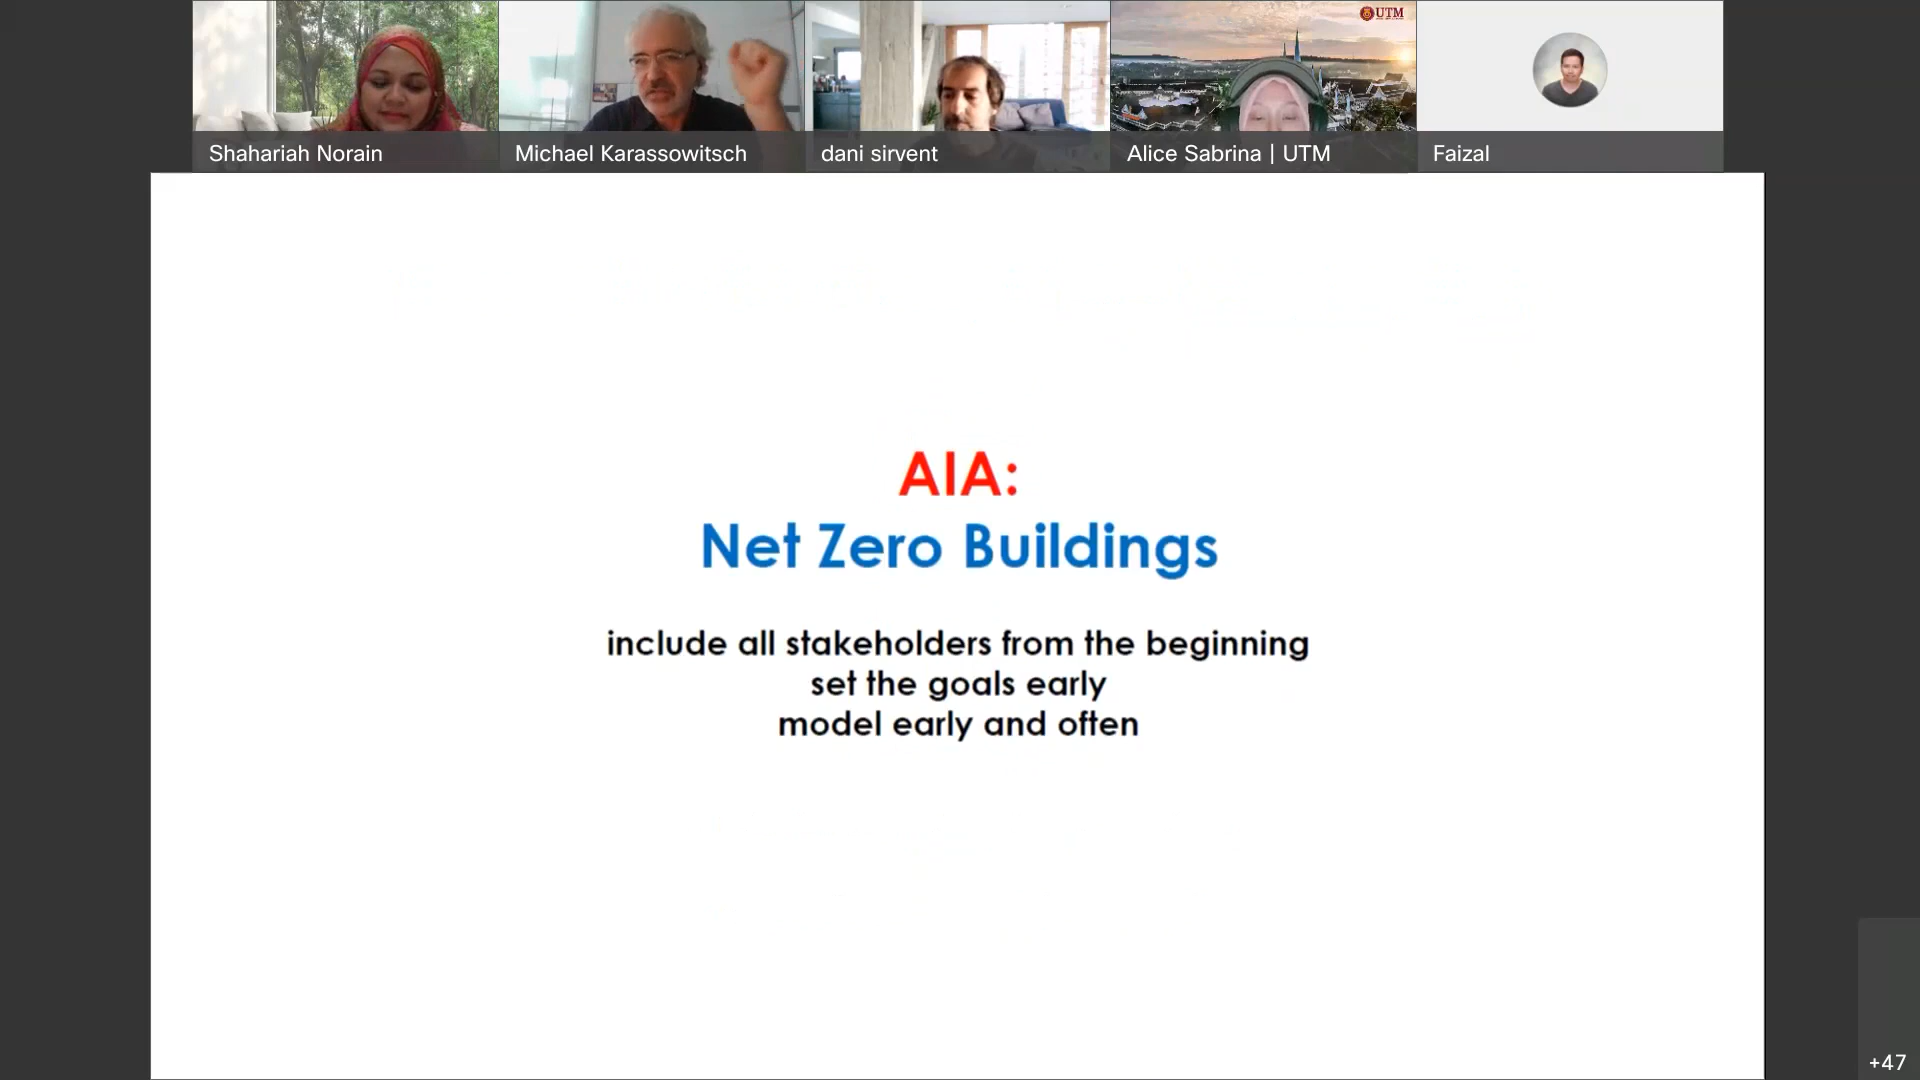 UTM
Shahariah Norain
Michael Karassowitsch
dani sirvent
Alice Sabrina | UTM
Faizal
AIA:
Net Zero Buildings
include all stakeholders from the beginning
set the goals early
model early and often
+47